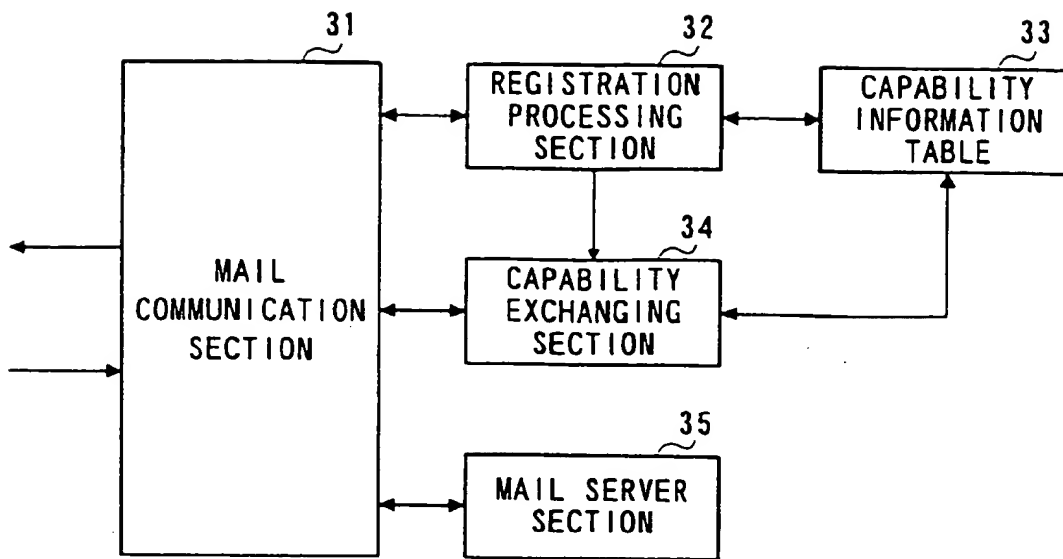 31
32
33
REGISTRATION
PROCESSING
SECTION
CAPABILITY
INFORMATION
TABLE
34
MAIL
COMMUNICATION
SECTION
CAPABILITY
EXCHANGING
SECTION
35
MAIL SERVER
SECTION